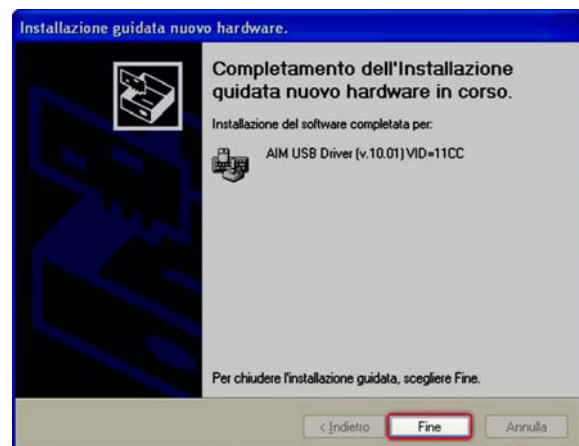 Installazione guidata nuovo hardware.
Completamento dell'Installazione
guidata nuovo hardware in corso.
Installazione del software completata per:
AIM USB Driver (v.10.01) VID=11CC
Per chiudere l'installazione guidata, scegliere Fine.
< Indietro
Fine
Annulla